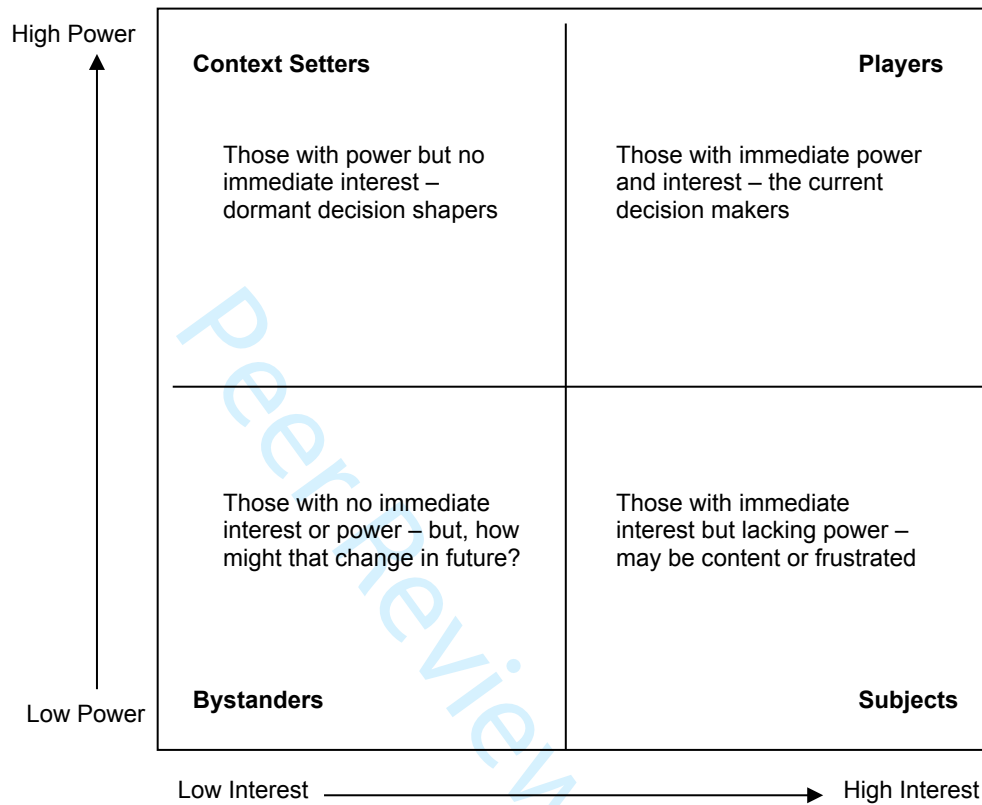 High Power
Context Setters
Players
Those with power but no
immediate interest –
dormant decision shapers
Those with immediate power
and interest – the current
decision makers
Those with no immediate
interest or power – but, how
might that change in future?
Those with immediate
interest but lacking power –
may be content or frustrated
Bystanders
Subjects
Low Power
Low Interest
High Interest
Peer Review